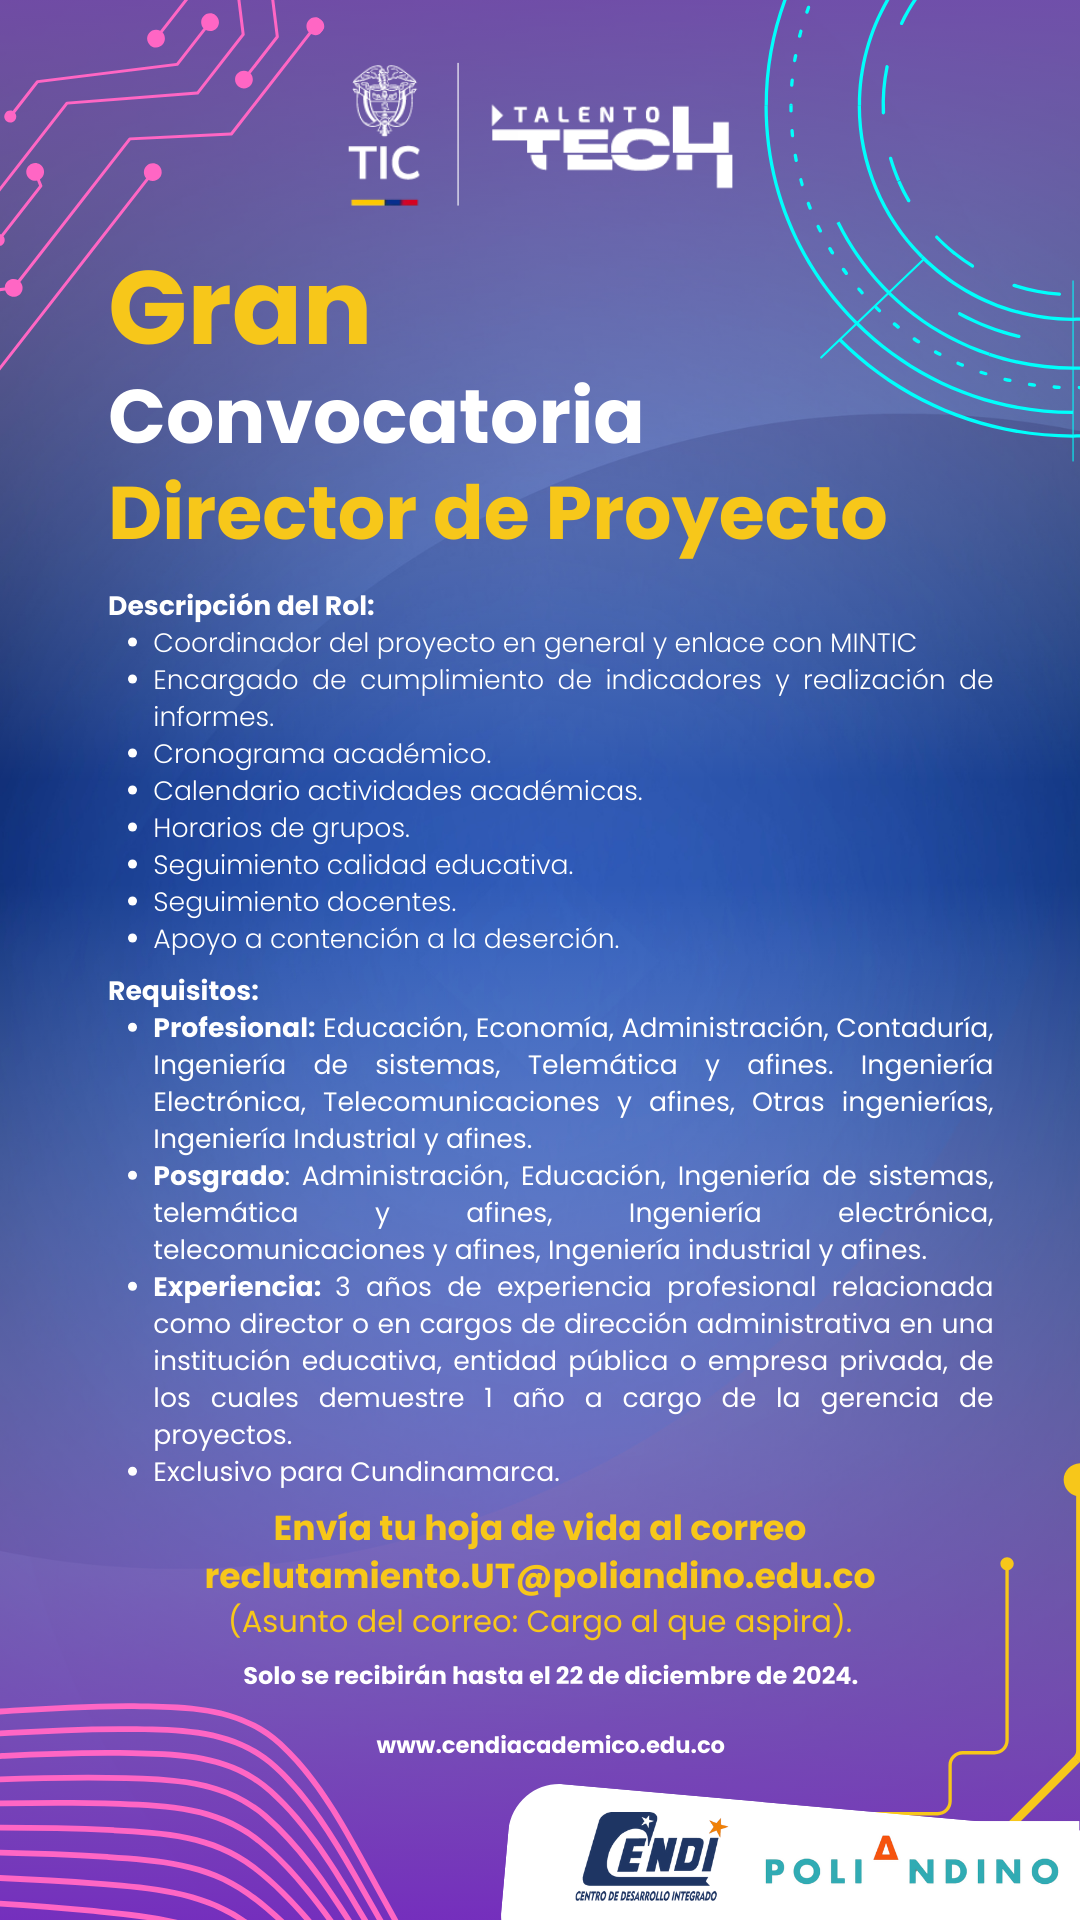 TIC
TALENTO
TECH
Gran
Convocatoria
Director de Proyecto
Descripción del Rol:
• Coordinador del proyecto en general y enlace con MINTIC
• Encargado de cumplimiento de indicadores y realización de
informes.
• Cronograma académico.
• Calendario actividades académicas.
• Horarios de grupos.
• Seguimiento calidad educativa.
• Seguimiento docentes.
• Apoyo a contención a la deserción.
Requisitos:
• Profesional: Educación, Economía, Administración, Contaduría,
Ingeniería de sistemas, Telemática y afines. Ingeniería
Electrónica, Telecomunicaciones y afines, Otras ingenierías,
Ingeniería Industrial y afines.
• Posgrado: Administración, Educación, Ingeniería de sistemas,
telemática y afines, Ingeniería electrónica,
telecomunicaciones y afines, Ingeniería industrial y afines.
• Experiencia: 3 años de experiencia profesional relacionada
como director o en cargos de dirección administrativa en una
institución educativa, entidad pública o empresa privada, de
los cuales demuestre 1 año a cargo de la gerencia de
proyectos.
• Exclusivo para Cundinamarca.
Envía tu hoja de vida al correo
reclutamiento.UT@poliandino.edu.co
(Asunto del correo: Cargo al que aspira).
Solo se recibirán hasta el 22 de diciembre de 2024.
www.cendiacademico.edu.co
CENDI
CENTRO DE DESARROLLO INTEGRADO
POLIANDINO